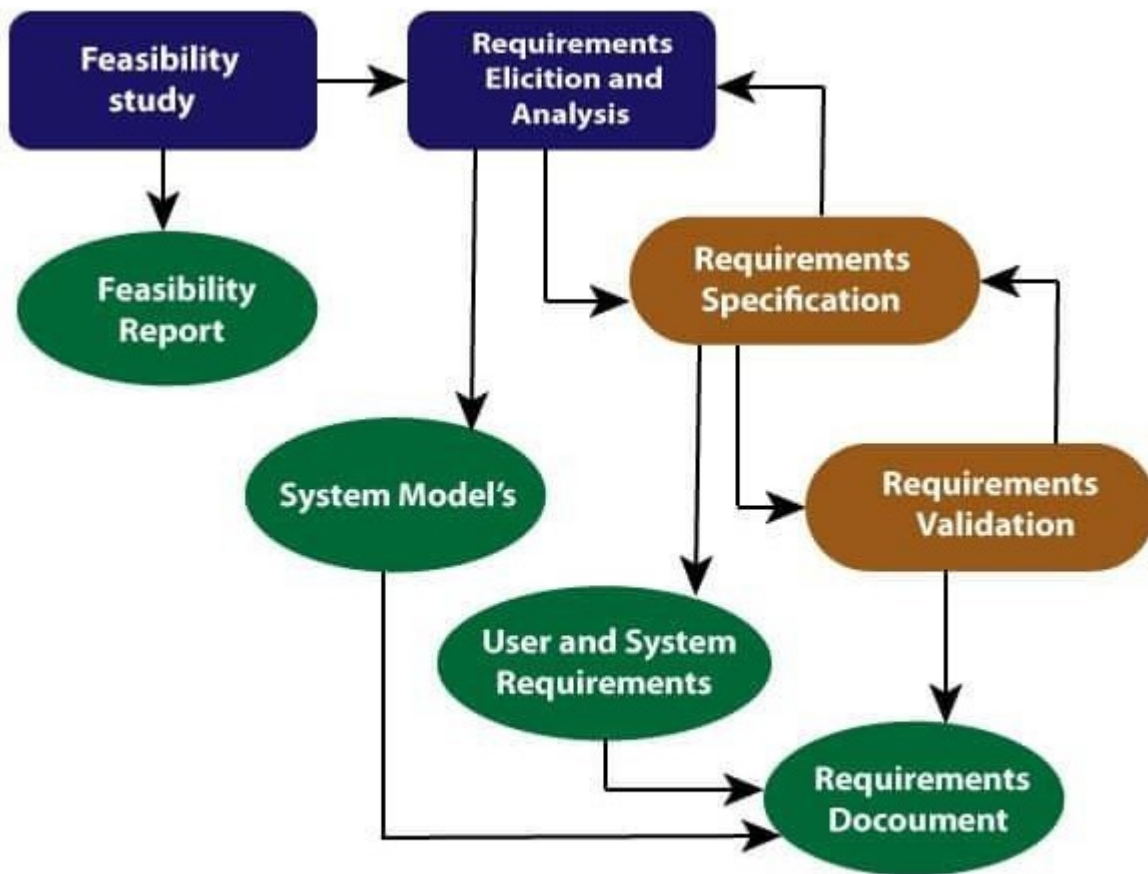 Feasibility
study
Requirements
Elicition and
Analysis
Feasibility
Report
Requirements
Specification
System Model's
Requirements
Validation
User and System
Requirements
Requirements
Docoument